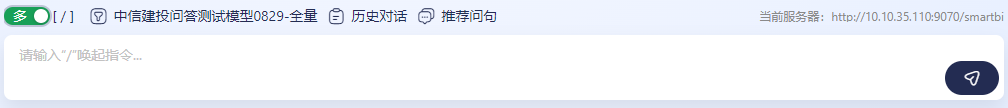 多 [ / ] 中信建投问答测试模型0829-全量 历史对话 推荐问句 当前服务器：http://10.10.35.110:9070/smartbi
请输入“/”唤起指令...